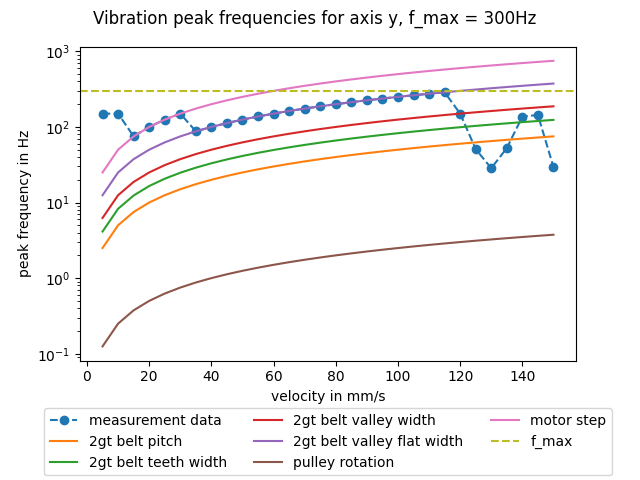 Vibration peak frequencies for axis y, f_max = 300Hz
peak frequency in Hz
10³
10²
10¹
10⁰
10⁻¹
0 20 40 60 80 100 120 140
velocity in mm/s
measurement data 2gt belt valley width motor step
2gt belt pitch 2gt belt valley flat width f_max
2gt belt teeth width pulley rotation